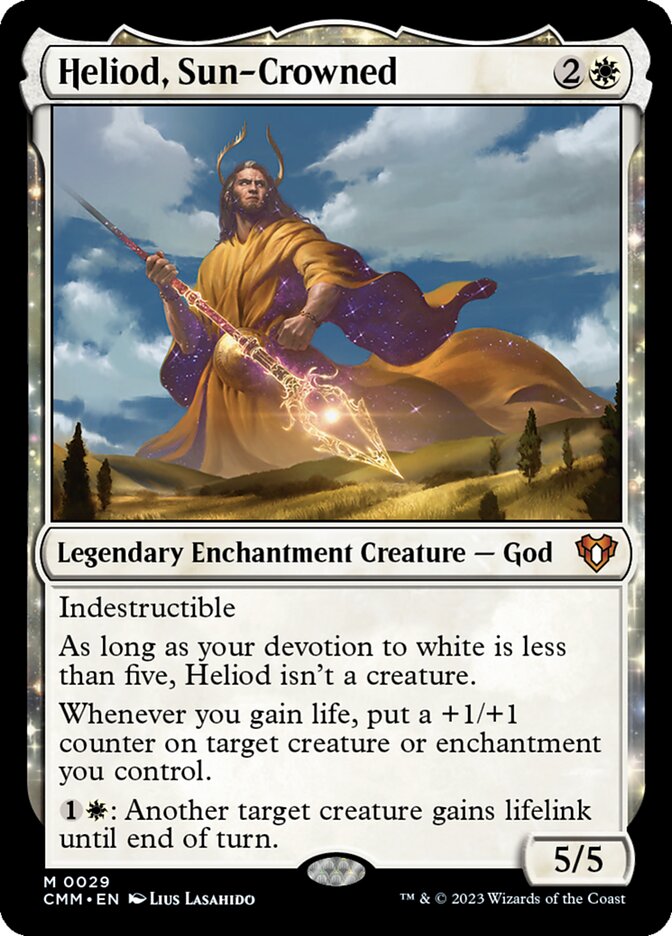 Heliod, Sun-Crowned 2
Legendary Enchantment Creature — God
Indestructible
As long as your devotion to white is less
than five, Heliod isn't a creature.
Whenever you gain life, put a +1/+1
counter on target creature or enchantment
you control.
1: Another target creature gains lifelink
until end of turn.
5/5
M 0029
CMM • EN Lius Lasahido
™ & © 2023 Wizards of the Coast